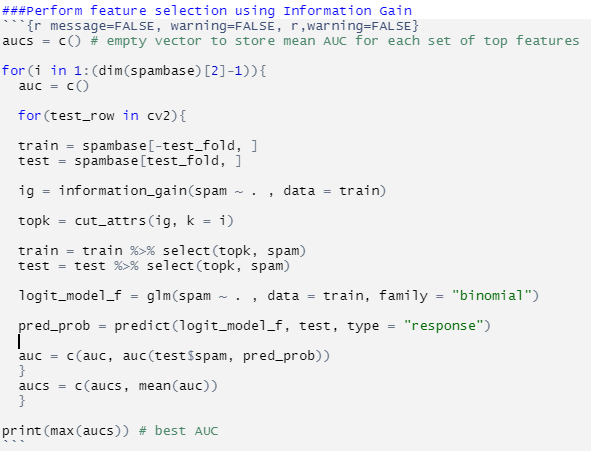 ###Perform feature selection using Information Gain
```{r message=FALSE, warning=FALSE, r,warning=FALSE}
aucs = c() # empty vector to store mean AUC for each set of top features
for(i in 1:(dim(spambase)[2]-1)){
auc = c()
for(test_row in cv2){
train = spambase[-test_fold, ]
test = spambase[test_fold, ]
ig = information_gain(spam ~ . , data = train)
topk = cut_attrs(ig, k = i)
train = train %>% select(topk, spam)
test = test %>% select(topk, spam)
logit_model_f = glm(spam ~ . , data = train, family = "binomial")
pred_prob = predict(logit_model_f, test, type = "response")
auc = c(auc, auc(test$spam, pred_prob))
}
aucs = c(aucs, mean(auc))
}
print(max(aucs)) # best AUC
```